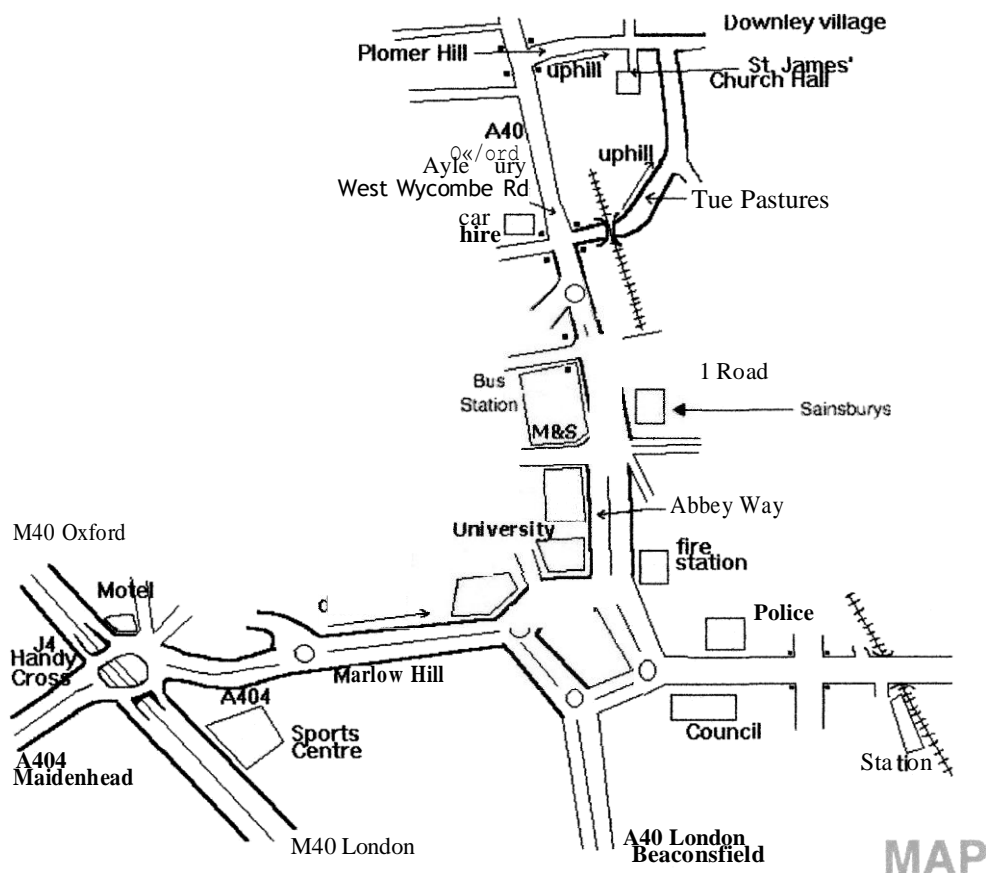 Downley village
Plomer Hill
uphill
St. James'
Church Hall
A40
Ayle ury
uphill
West Wycombe Rd
Tue Pastures
car
hire
1 Road
Bus
Station
Sainsburys
M&S
Abbey Way
University
M40 Oxford
fire
station
Motel
d
Police
J4
Handy
Cross
Marlow Hill
A404
Sports
Centre
Council
A404
Maidenhead
Station
M40 London
A40 London
Beaconsfield
MAP